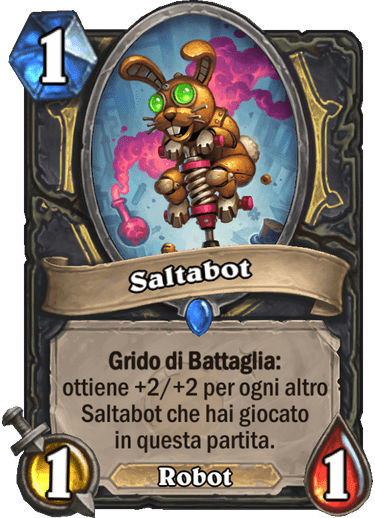 1
Saltabot
Grido di Battaglia:
ottiene +2/+2 per ogni altro
Saltabot che hai giocato
in questa partita.
1
Robot
1